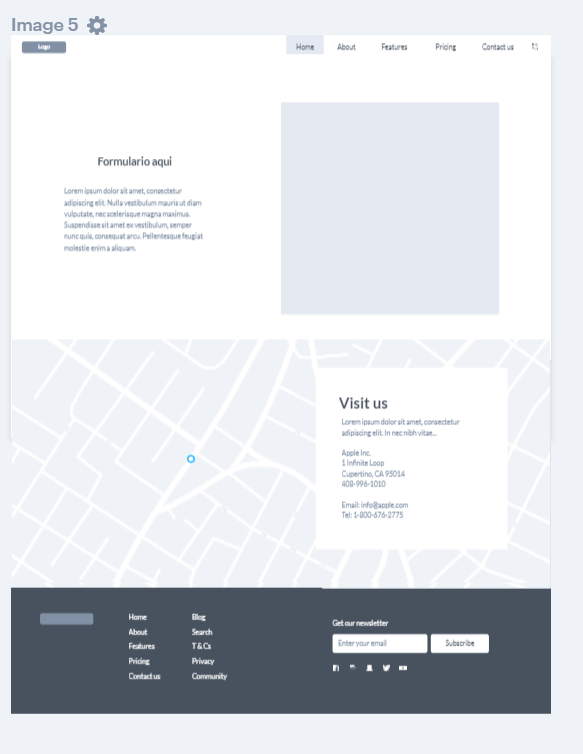 Image 5
Logo
Home
About
Features
Pricing
Contact us
Formulario aqui
Lorem ipsum dolor sit amet, consectetur
adipiscing elit. Nulla vestibulum mauris ut diam
vulputate, nec scelerisque magna maximus.
Suspendisse sit amet ex vestibulum, semper
nunc quis, consequat arcu. Pellentesque feugiat
molestie enim a aliquam.
Visit us
Lorem ipsum dolor sit amet, consectetur
adipiscing elit. In nec nibh vitae...
Apple Inc.
1 Infinite Loop
Cupertino, CA 95014
408-996-1010
Email: info@apple.com
Tel: 1-800-676-2775
Home
About
Features
Pricing
Contact us
Blog
Search
T & Cs
Privacy
Community
Get our newsletter
Enter your email
Subscribe